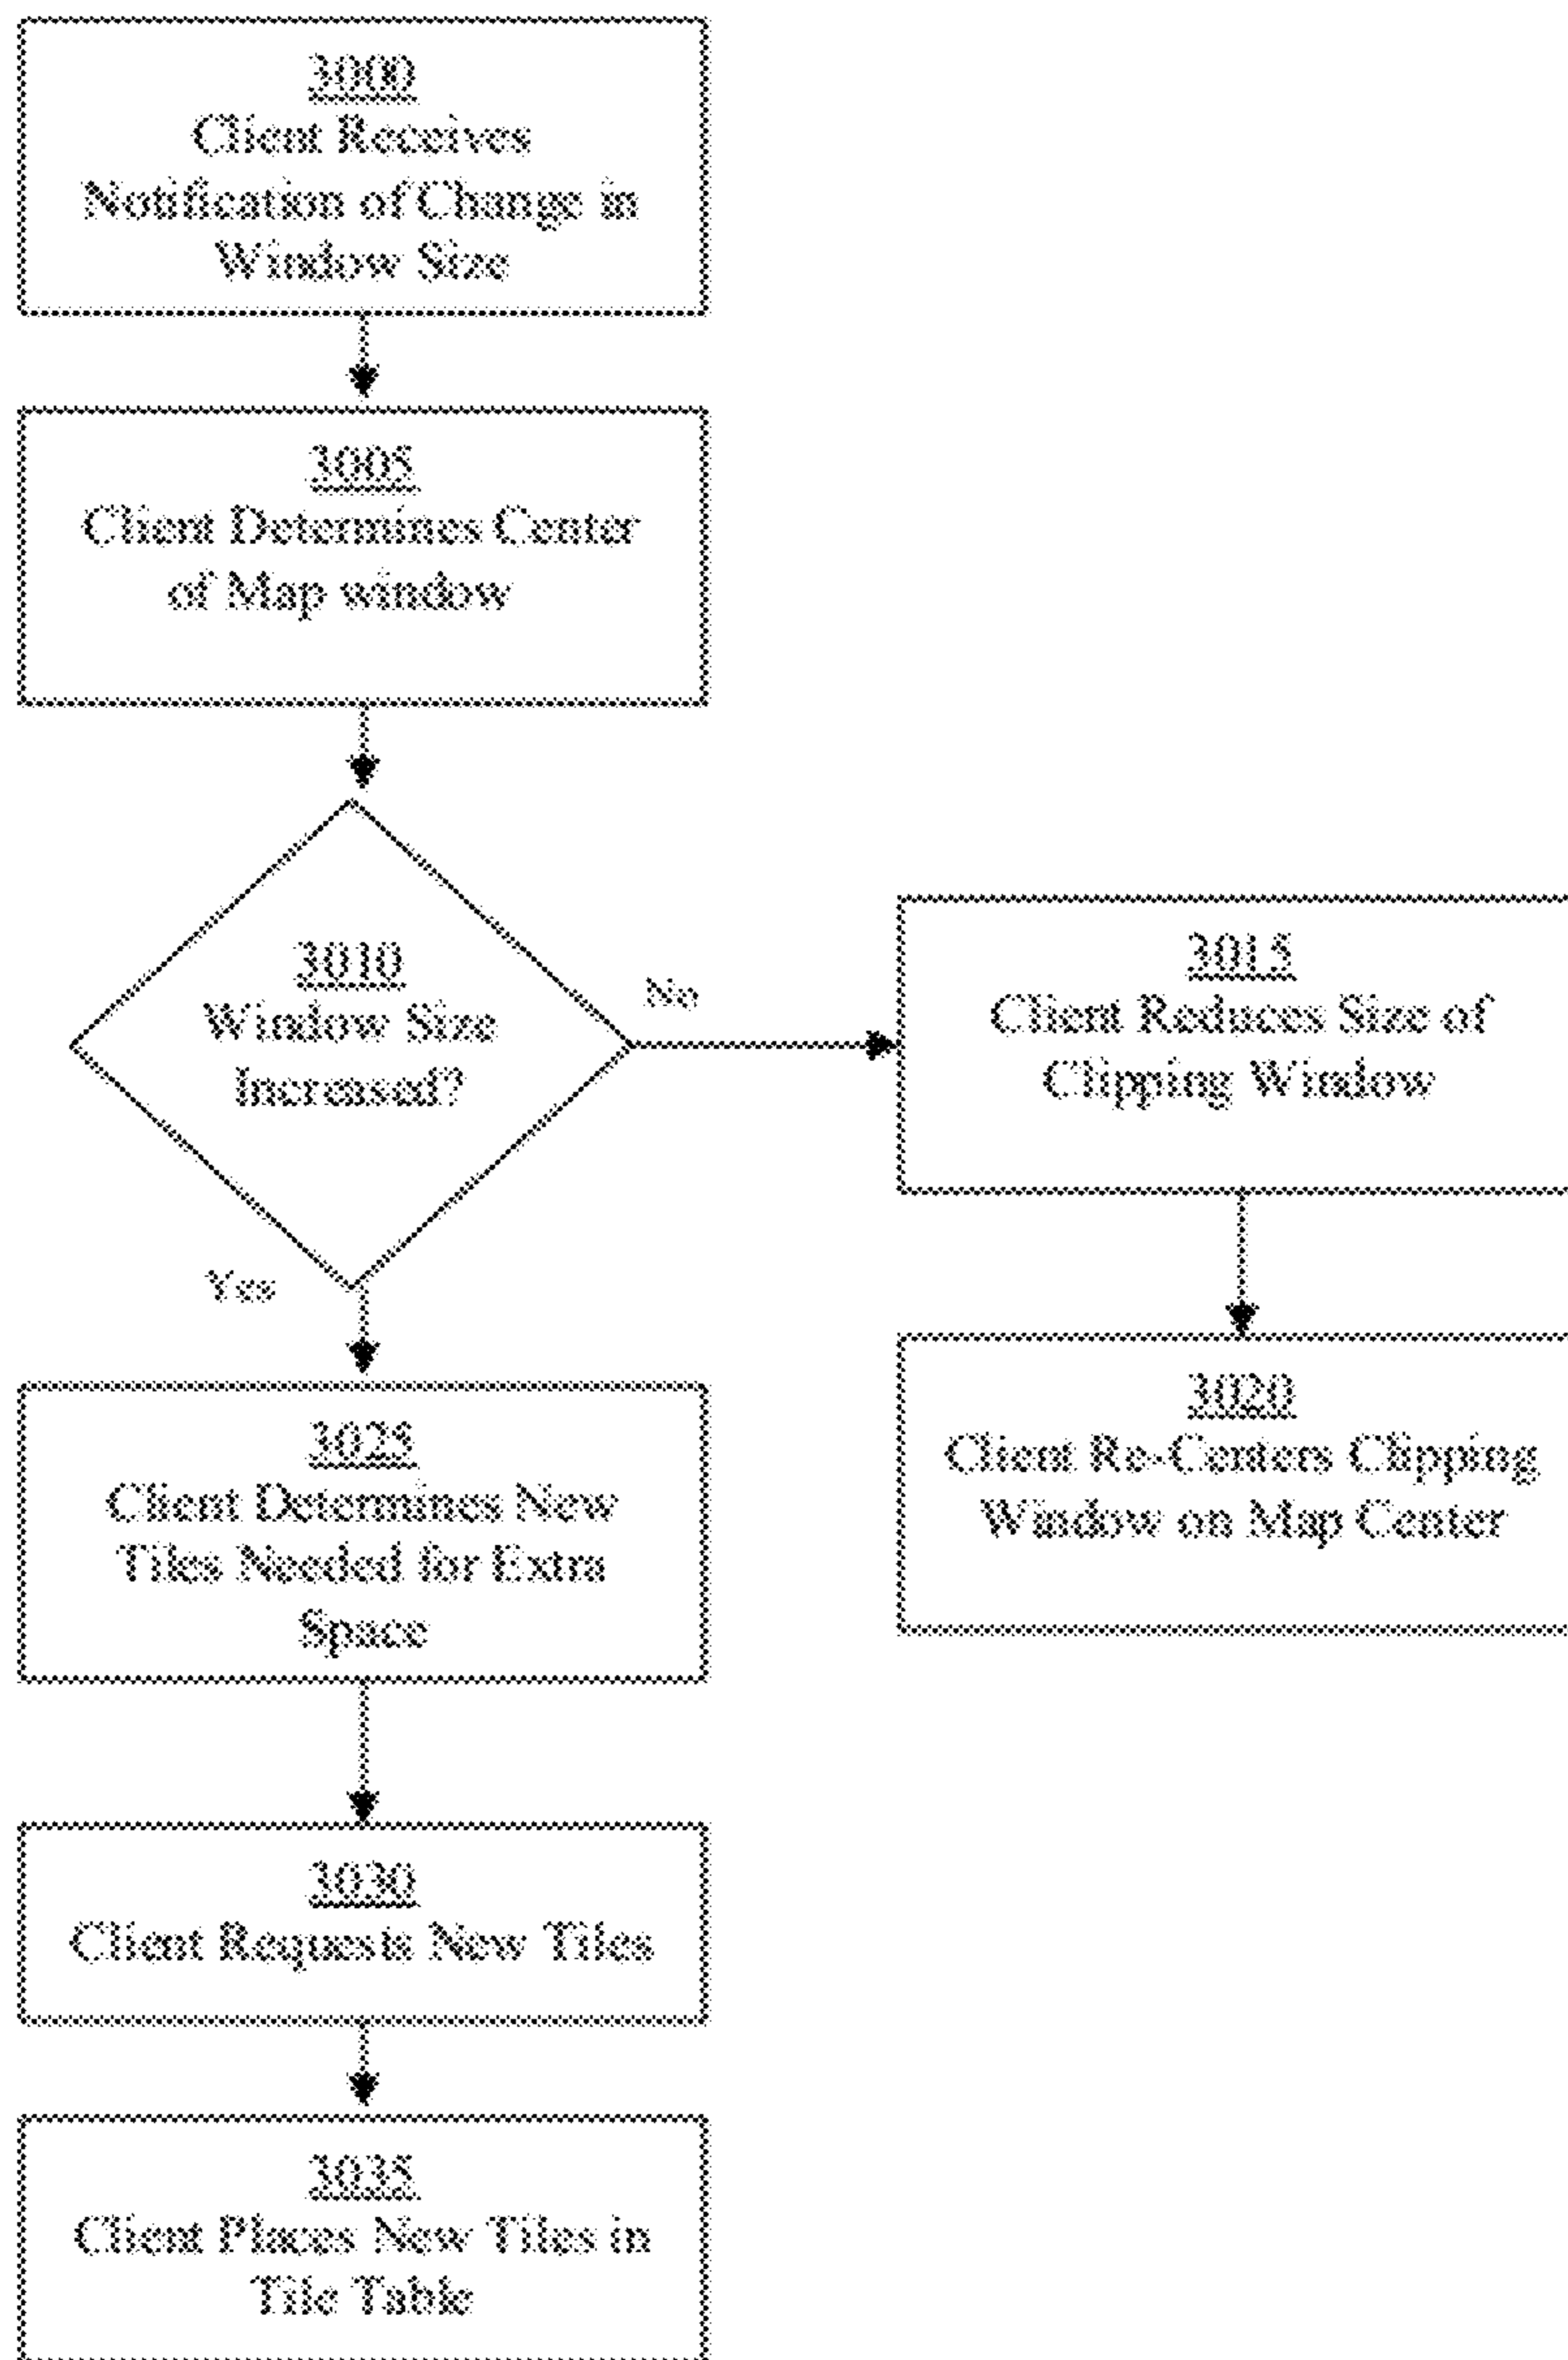 3000
Client Receives
Notification of Change in
Window Size
3005
Client Determines Center
of Map window
3010
Window Size
Increased?
No
Yes
3015
Client Reduces Size of
Clipping Window
3020
Client Re-Centers Clipping
Window on Map Center
3025
Client Determines New
Tiles Needed for Extra
Space
3030
Client Requests New Tiles
3035
Client Places New Tiles in
Tile Table